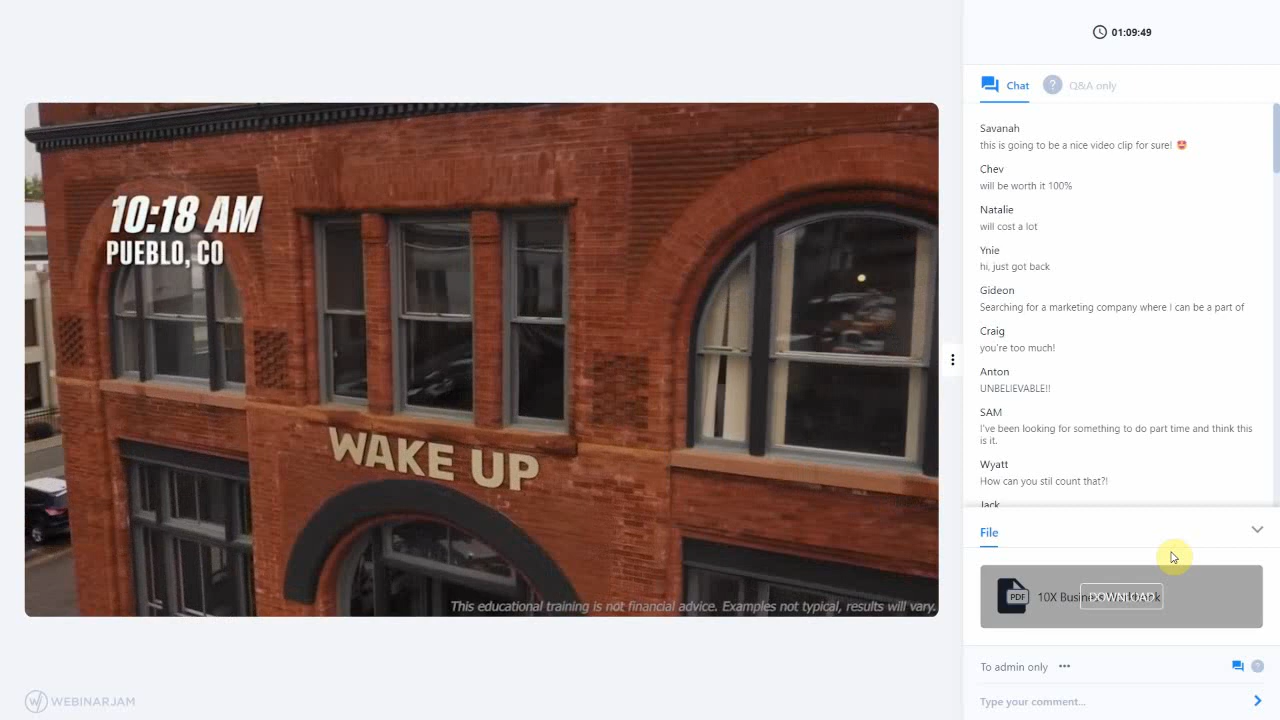 01:09:49
Chat
? Q&A only
Savanah
this is going to be a nice video clip for sure! 😍
Chev
will be worth it 100%
Natalie
will cost a lot
Ynie
hi, just got back
Gideon
Searching for a marketing company where I can be a part of
Craig
you're too much!
Anton
UNBELIEVABLE!!
SAM
I've been looking for something to do part time and think this
is it.
Wyatt
How can you stil count that?!
Jack
10:18 AM
PUEBLO, CO
WAKE UP
This educational training is not financial advice. Examples not typical, results will vary.
File
PDF
10X Busin
DOWNLOAD
To admin only •••
?
Type your comment...
WEBINARJAM